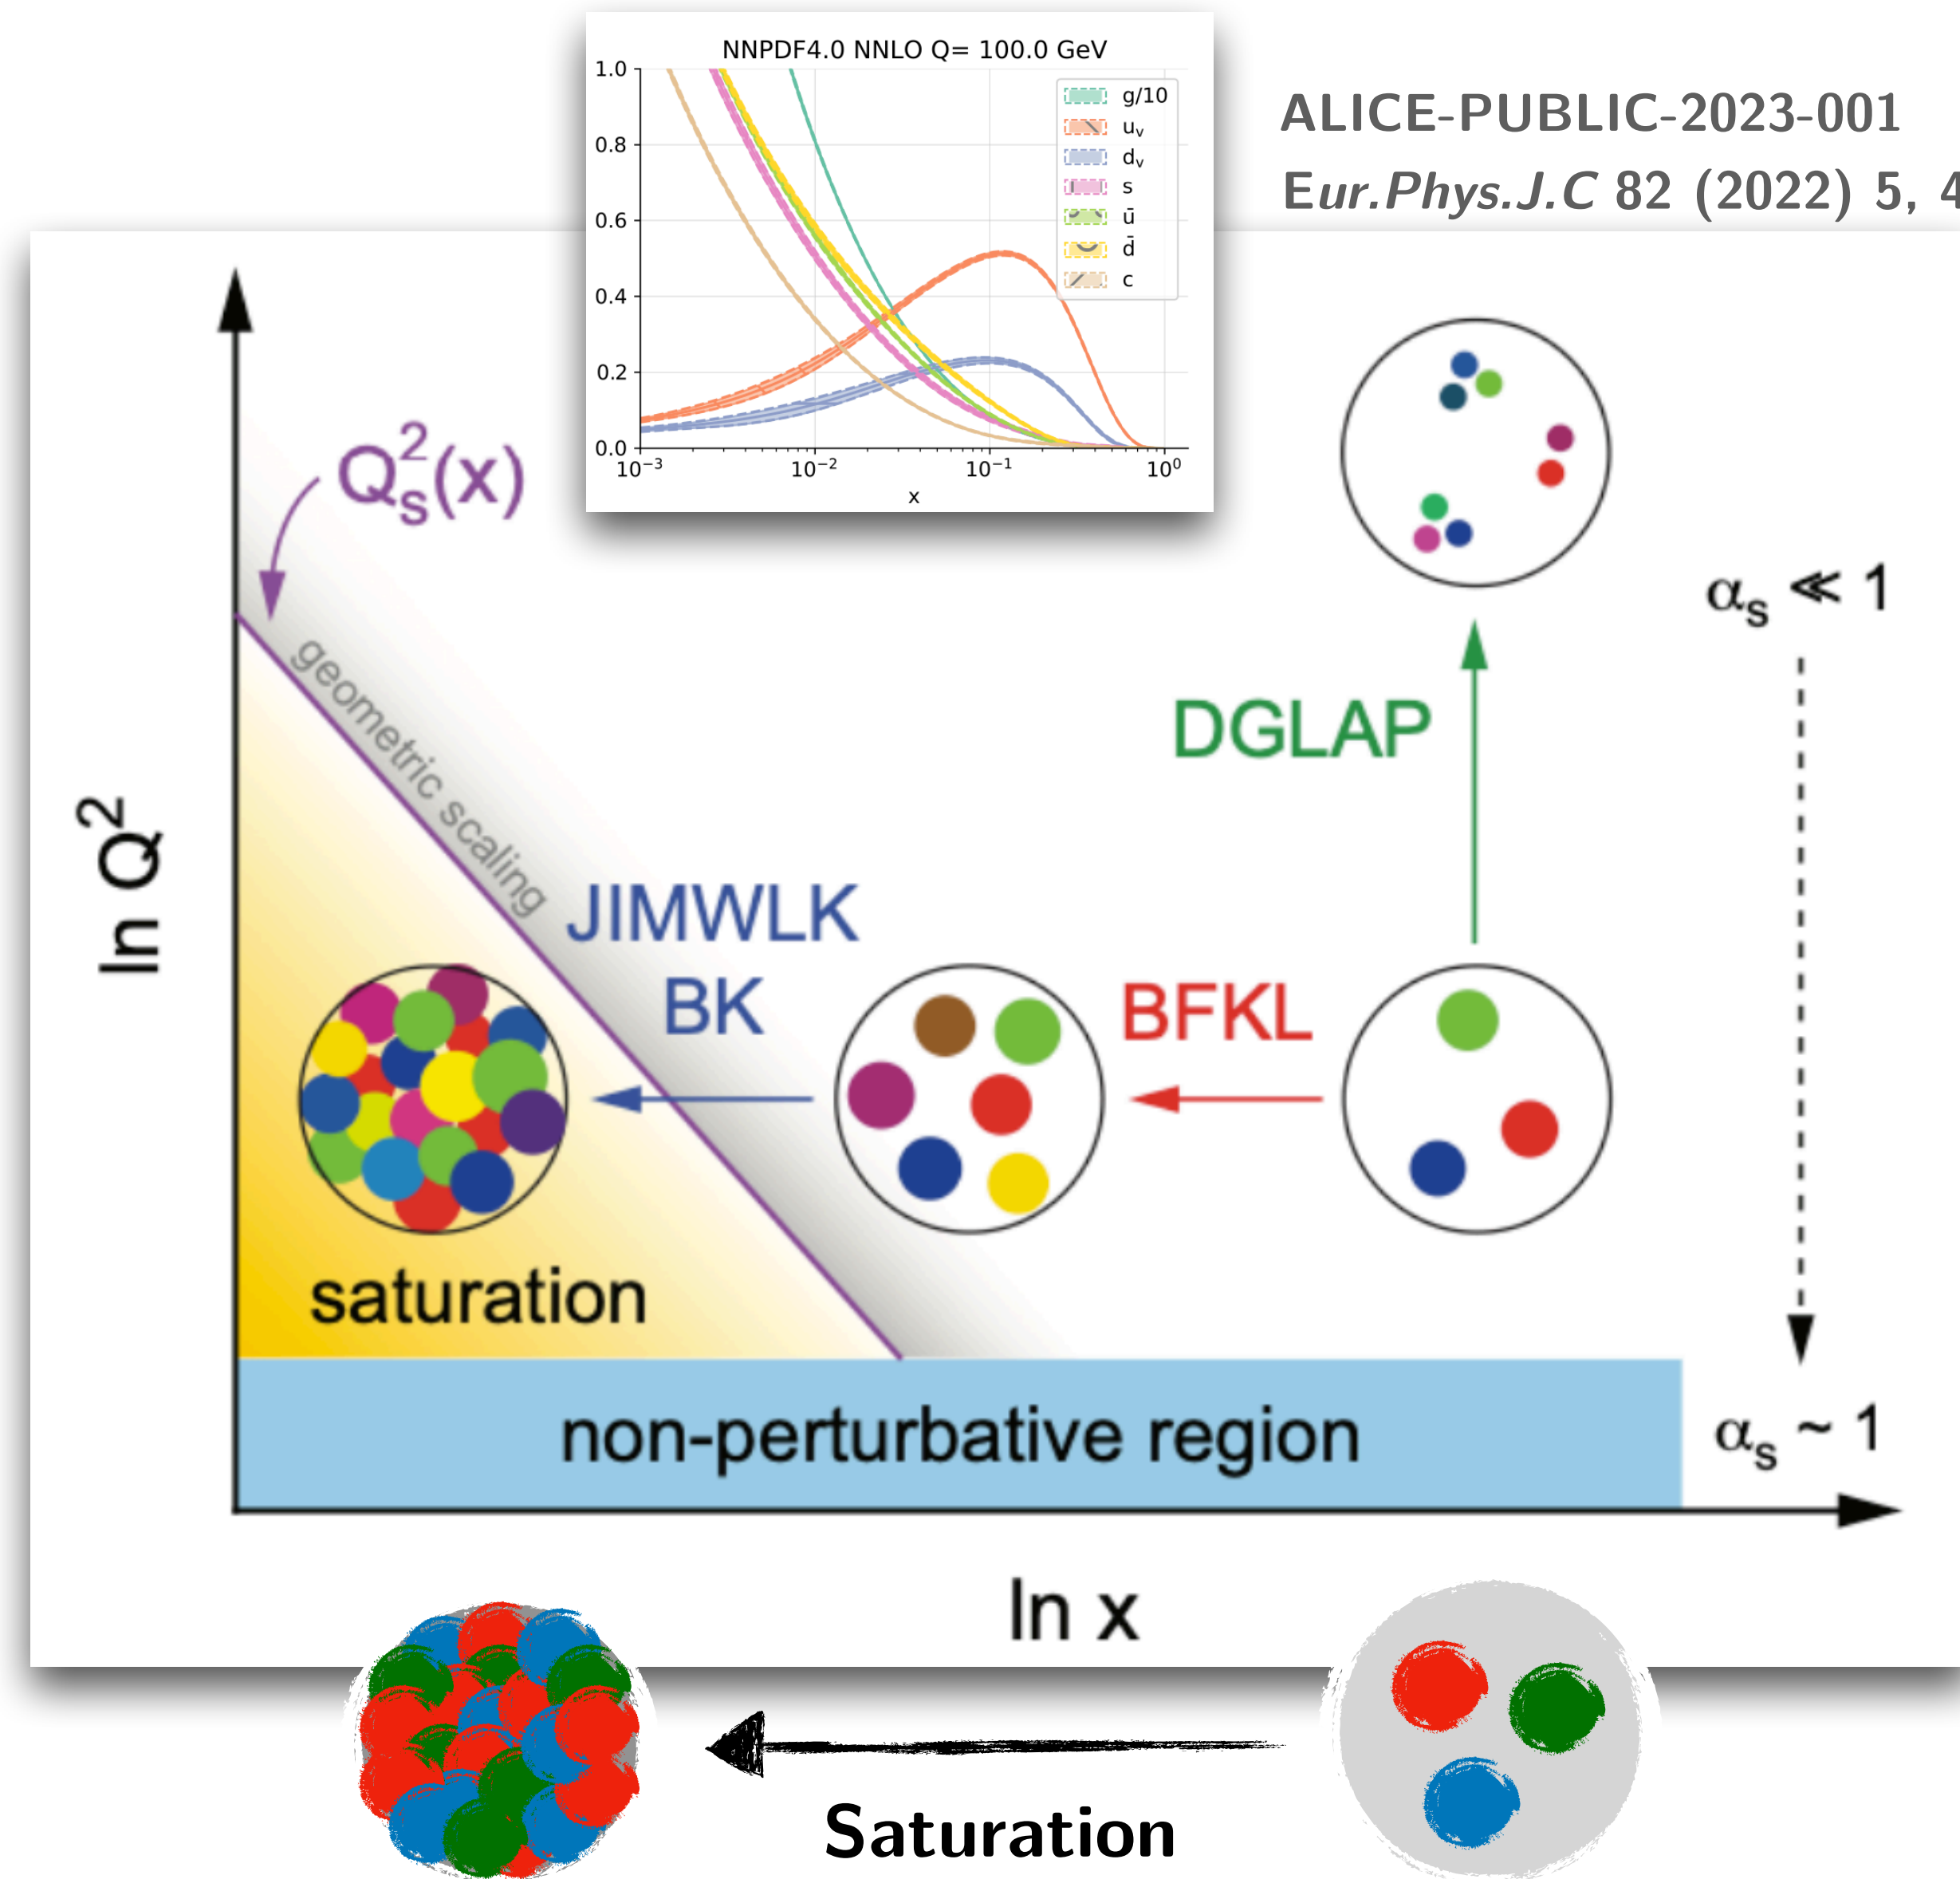 NNPDF4.0 NNLO Q= 100.0 GeV
1.0
0.8
0.6
0.4
0.2
0.0
10⁻³
10⁻²
10⁻¹
10⁰
x
g/10
uᵥ
dᵥ
s
ū
d̄
c
ALICE-PUBLIC-2023-001
Eur.Phys.J.C 82 (2022) 5, 4
Qₛ²(x)
geometric scaling
αₛ ≪ 1
DGLAP
ln Q²
JIMWLK
BK
BFKL
saturation
non-perturbative region
αₛ ~ 1
ln x
Saturation